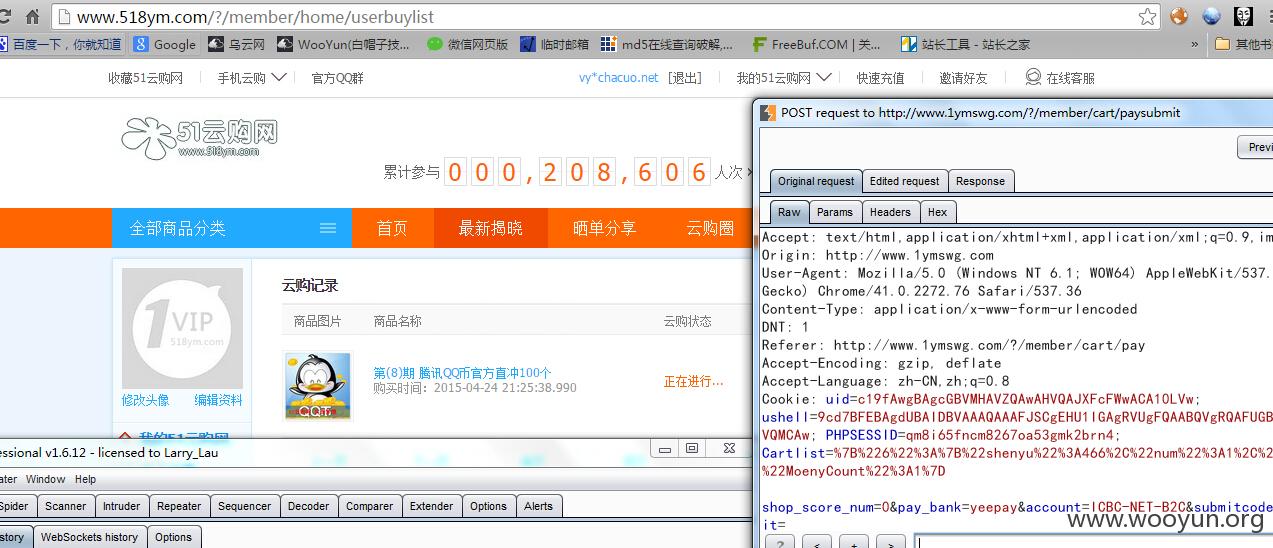 www.518ym.com/?/member/home/userbuylist
百度一下，你就知道 Google 乌云网 WooYun(白帽子技... 微信网页版 临时邮箱 md5在线查询破解,... FreeBuf.COM | 关... 站长工具 - 站长之家 » 其他书
收藏51云购网 手机云购 官方QQ群 vy*chacuo.net [退出] 我的51云购网 快速充值 邀请好友 在线客服
51云购网
www.518ym.com
累计参与 000,208,606 人次
全部商品分类 首页 最新揭晓 晒单分享 云购圈
1VIP
518ym.com
修改头像 编辑资料
我的51云购网
云购记录
商品图片 商品名称 云购状态
QQ币
第(8)期 腾讯QQ币官方直冲100个
购买时间：2015-04-24 21:25:38.990
正在进行...
POST request to http://www.1ymswg.com/?/member/cart/paysubmit
Previ
Original request Edited request Response
Raw Params Headers Hex
Accept: text/html,application/xhtml+xml,application/xml;q=0.9,im
Origin: http://www.1ymswg.com
User-Agent: Mozilla/5.0 (Windows NT 6.1; WOW64) AppleWebKit/537.
Gecko) Chrome/41.0.2272.76 Safari/537.36
Content-Type: application/x-www-form-urlencoded
DNT: 1
Referer: http://www.1ymswg.com/?/member/cart/pay
Accept-Encoding: gzip, deflate
Accept-Language: zh-CN,zh;q=0.8
Cookie: uid=c19fAwgBAgcGBVMHAVZQAwAHVQAJXFcFWwACA1OLVw;
ushell=9cd7BFEBAgdUBAIDBVAAAQAAAFJSCgEHU1IGAgRVUgFQAABQVgRQAFUGB
VQMCAw; PHPSESSID=qm8i65fncm8267oa53gmk2brn4;
Cartlist=%7B%226%22%3A%7B%22shenyu%22%3A466%2C%22num%22%3A1%2C%2
%22MoenyCount%22%3A1%7D
shop_score_num=0&pay_bank=yeepay&account=ICBC-NET-B2C&submitcode
it=
? < + >
essional v1.6.12 - licensed to Larry_Lau
ater Window Help
Spider Scanner Intruder Repeater Sequencer Decoder Comparer Extender Options Alerts
istory WebSockets history Options
www.wooyun.org